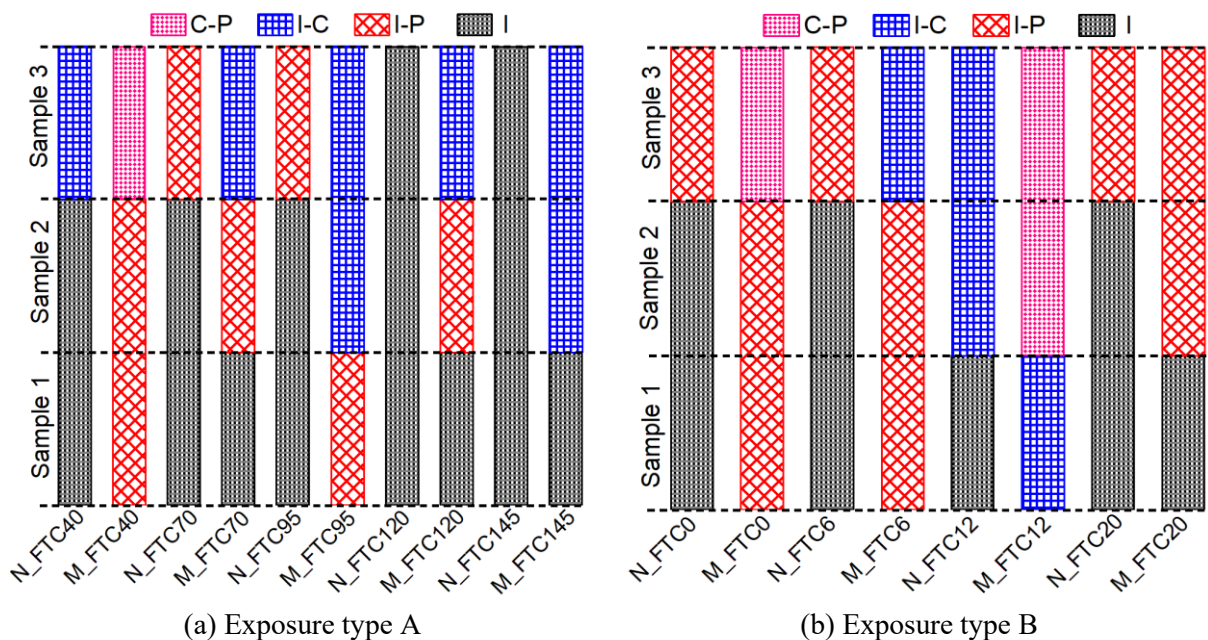 C-P I-C I-P I
Sample 3
Sample 2
Sample 1
N_FTC40 M_FTC40 N_FTC70 M_FTC70 N_FTC95 M_FTC95 N_FTC120 M_FTC120 N_FTC145 M_FTC145
(a) Exposure type A
C-P I-C I-P I
Sample 3
Sample 2
Sample 1
N_FTC0 M_FTC0 N_FTC6 M_FTC6 N_FTC12 M_FTC12 N_FTC20 M_FTC20
(b) Exposure type B